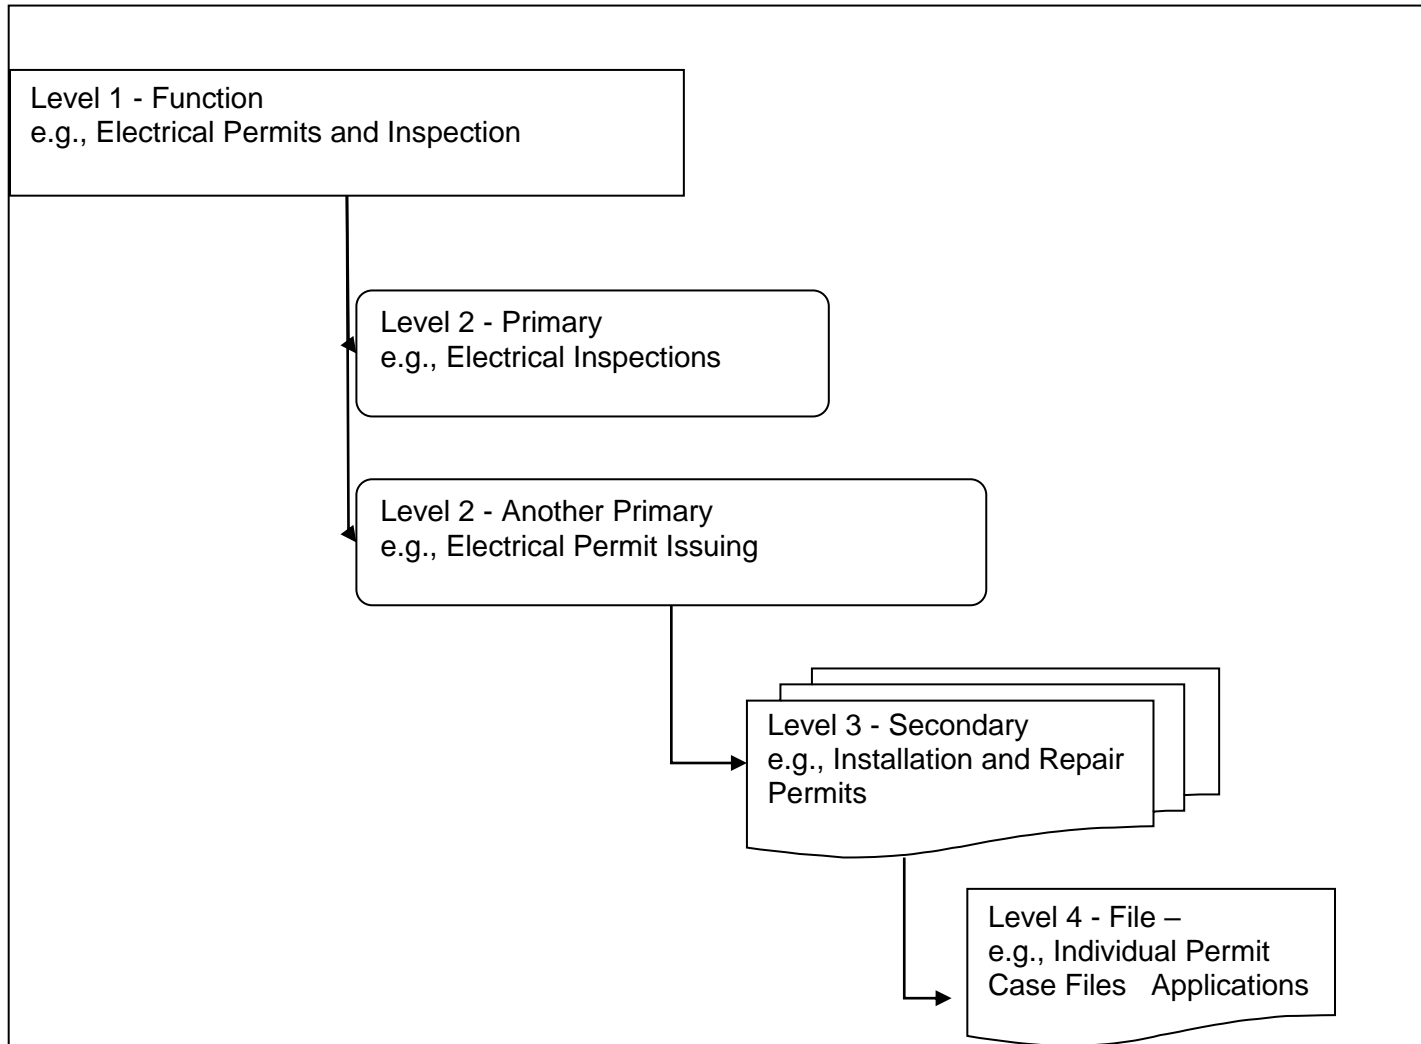 Level 1 - Function
e.g., Electrical Permits and Inspection
Level 2 - Primary
e.g., Electrical Inspections
Level 2 - Another Primary
e.g., Electrical Permit Issuing
Level 3 - Secondary
e.g., Installation and Repair
Permits
Level 4 - File –
e.g., Individual Permit
Case Files   Applications